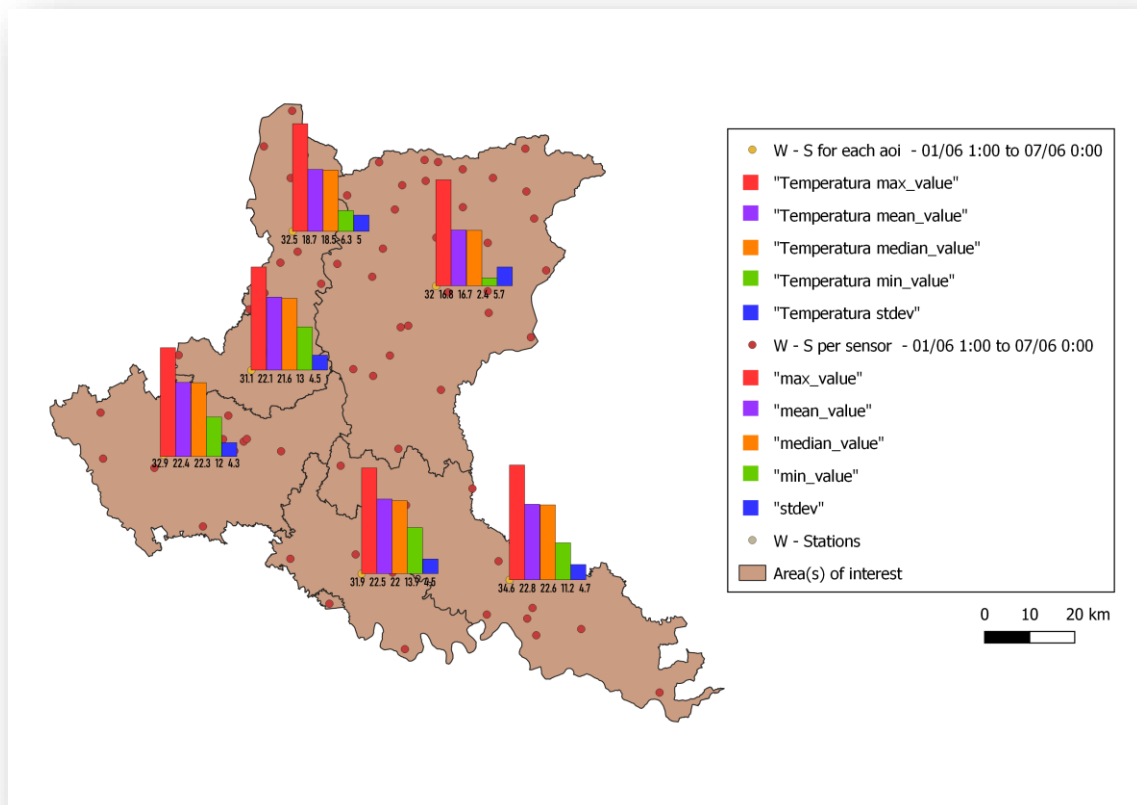 W - S for each aoi - 01/06 1:00 to 07/06 0:00
"Temperatura max_value"
"Temperatura mean_value"
"Temperatura median_value"
"Temperatura min_value"
"Temperatura stdev"
W - S per sensor - 01/06 1:00 to 07/06 0:00
"max_value"
"mean_value"
"median_value"
"min_value"
"stdev"
W - Stations
Area(s) of interest
0 10 20 km
32.5 18.7 18.5 6.3 5
32 16.8 16.7 2.4 5.7
31.1 22.1 21.6 13 4.5
32.9 22.4 22.3 12 4.3
31.9 22.5 22 13.7
34.6 22.8 22.6 11.2 4.7